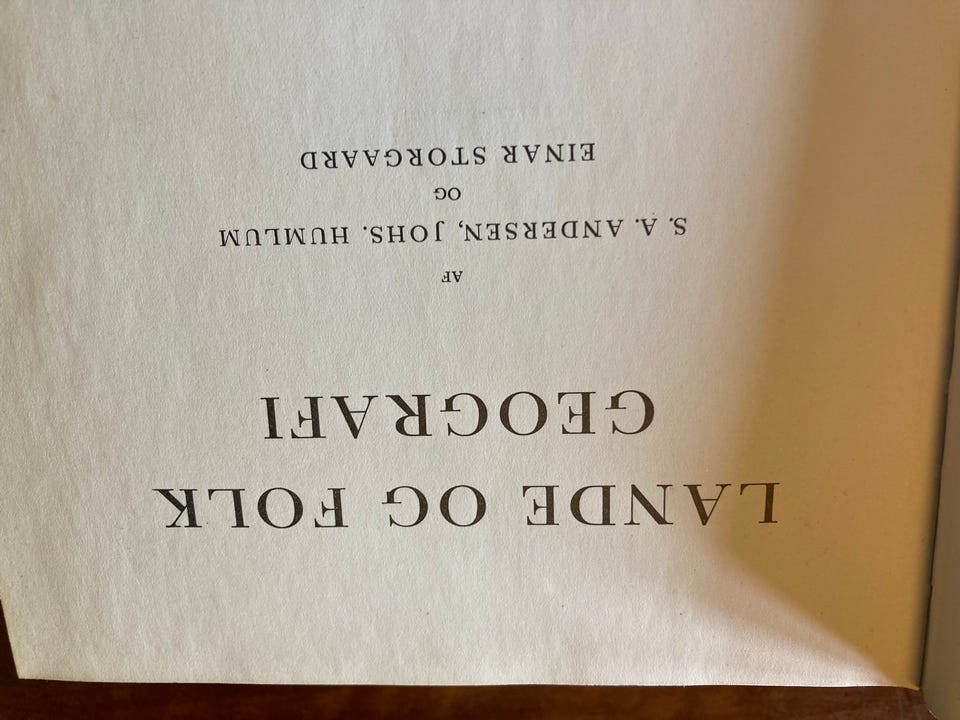 LANDE OG FOLK
GEOGRAFI
AF
S. A. ANDERSEN, JOHS. HUMLUM
OG
EINAR STORGAARD